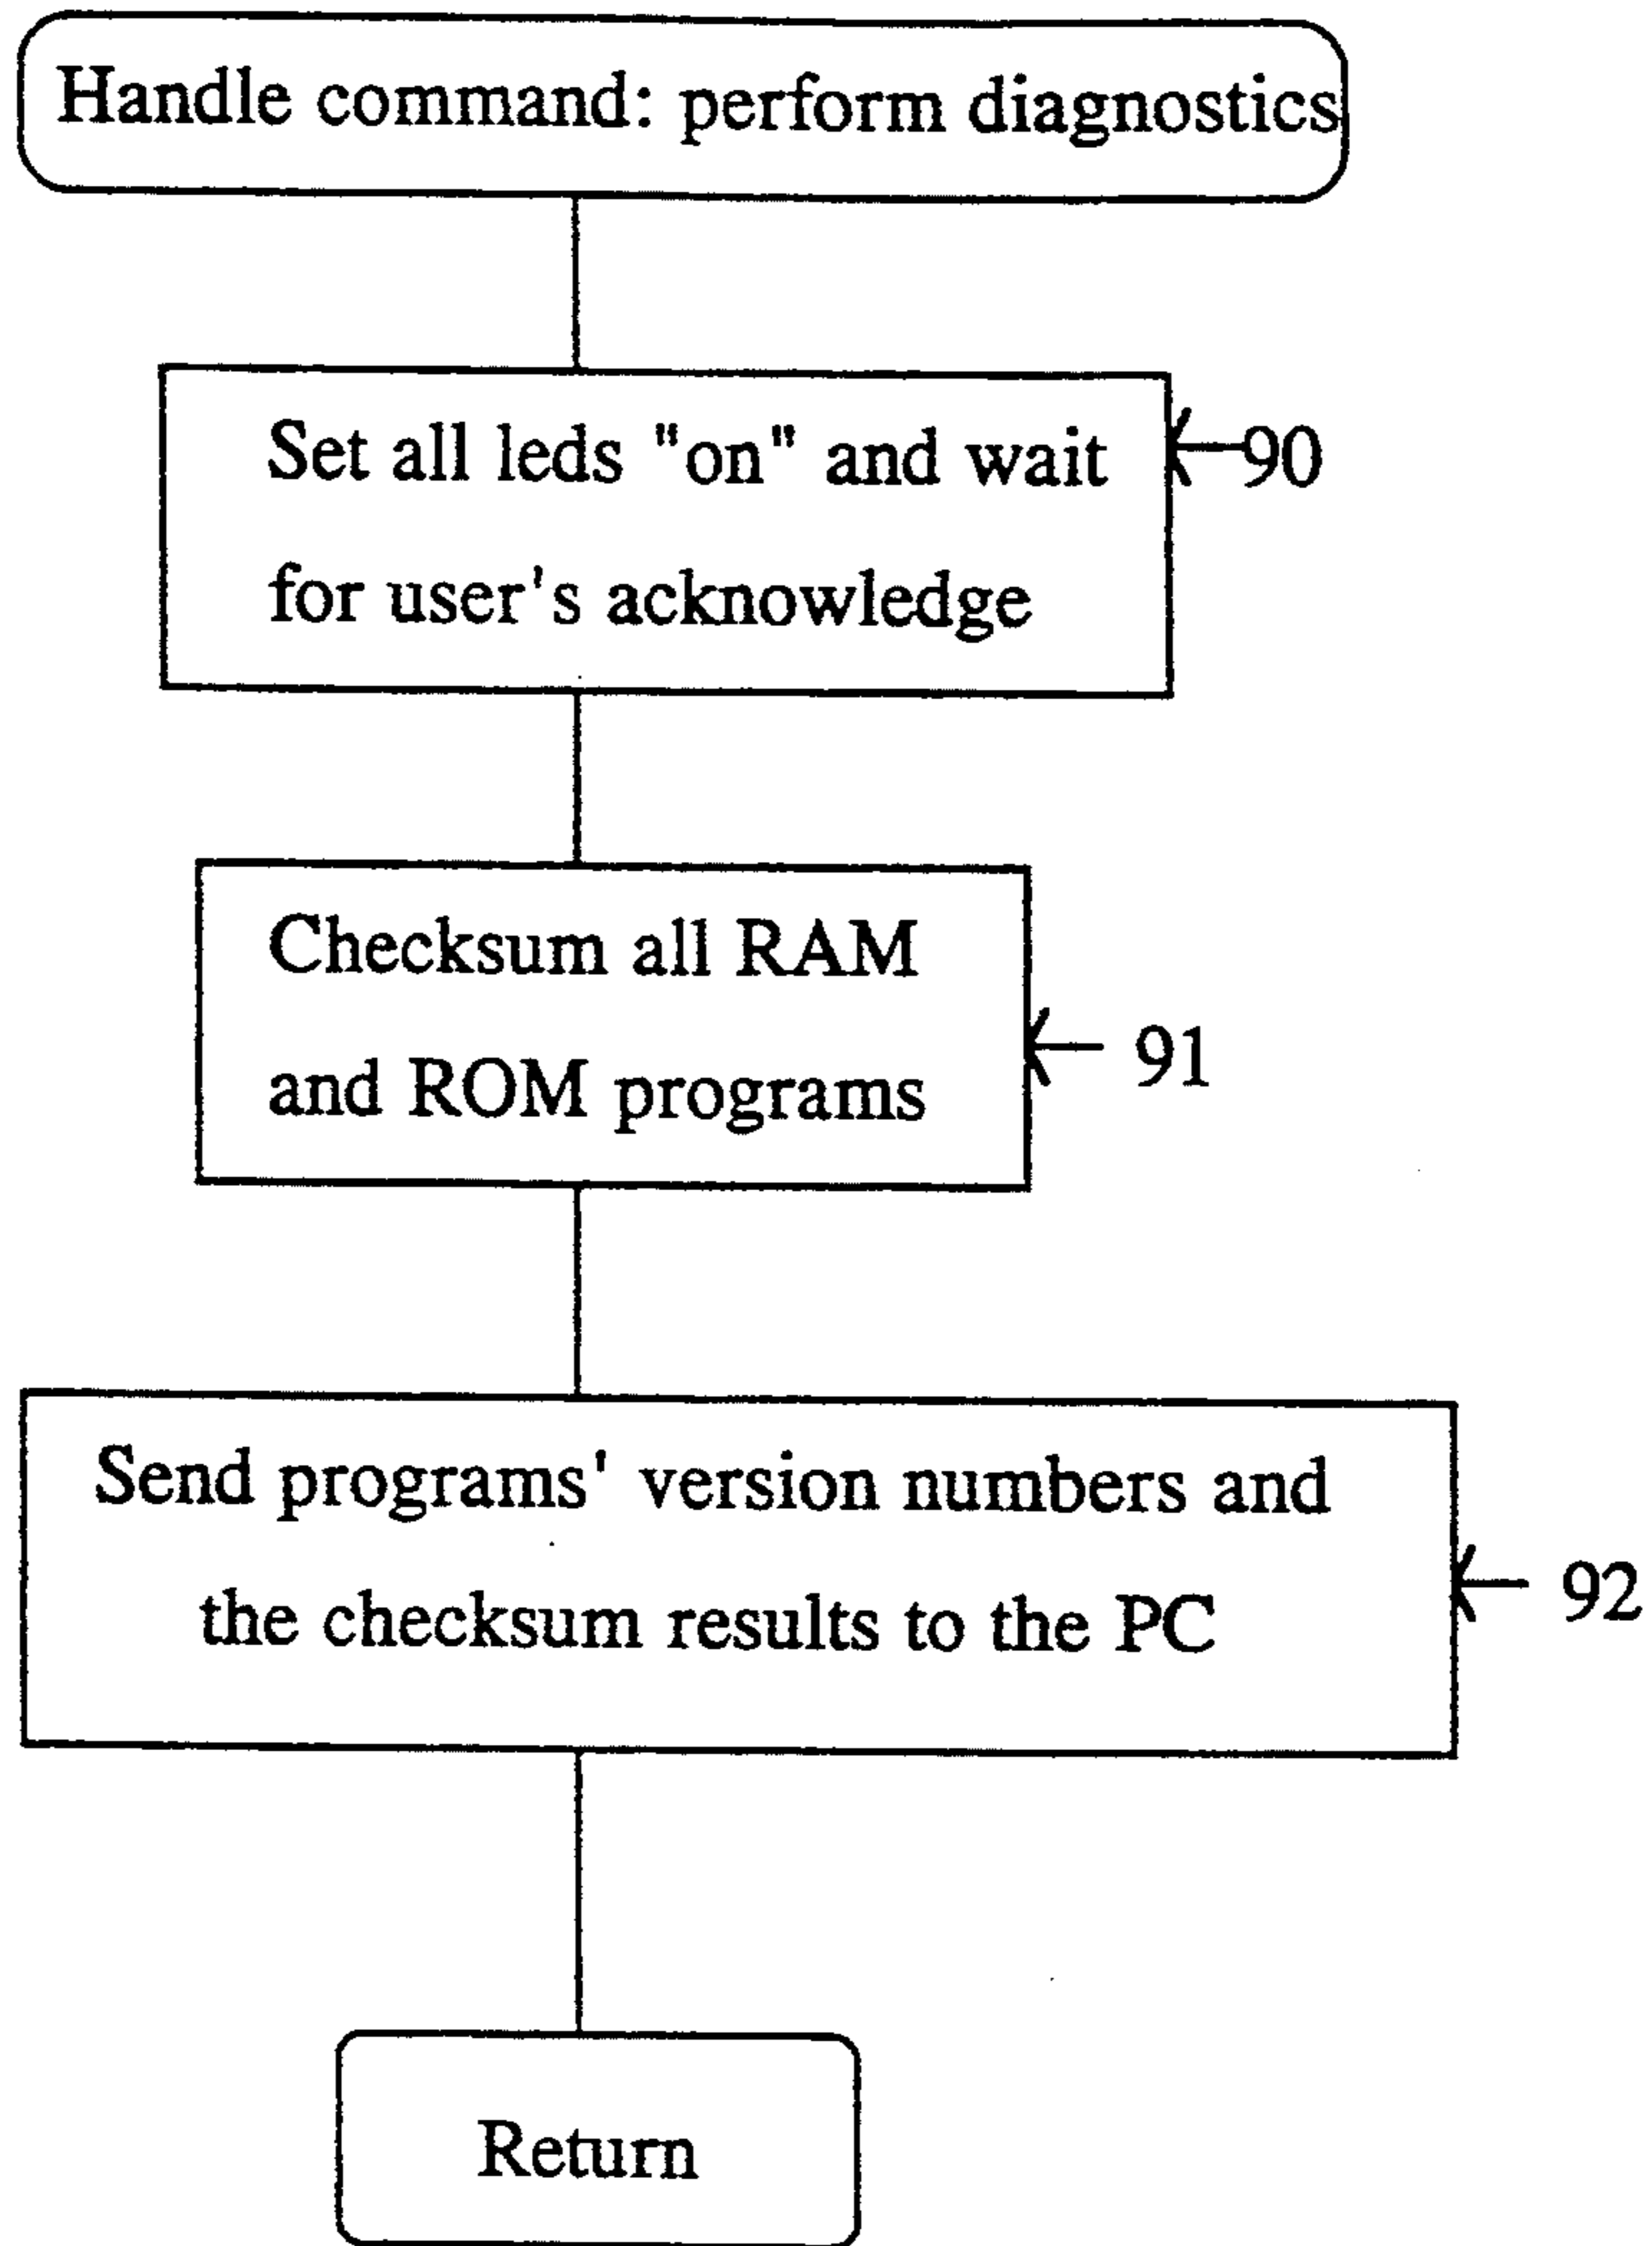 Handle command: perform diagnostics
Set all leds "on" and wait
90
for user's acknowledge
Checksum all RAM
91
and ROM programs
Send programs' version numbers and
92
the checksum results to the PC
Return